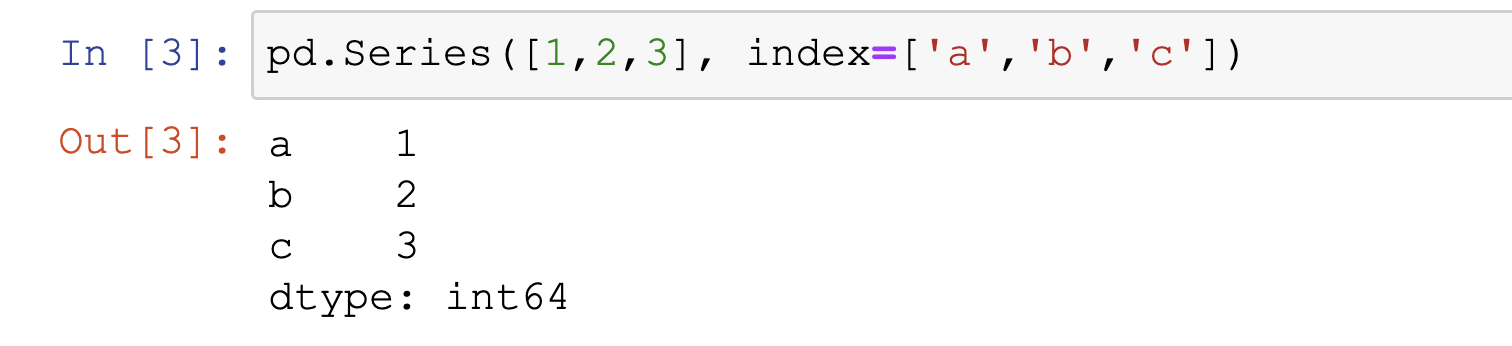 In [3]: pd.Series([1,2,3], index=['a','b','c'])
Out[3]: a    1
b    2
c    3
dtype: int64